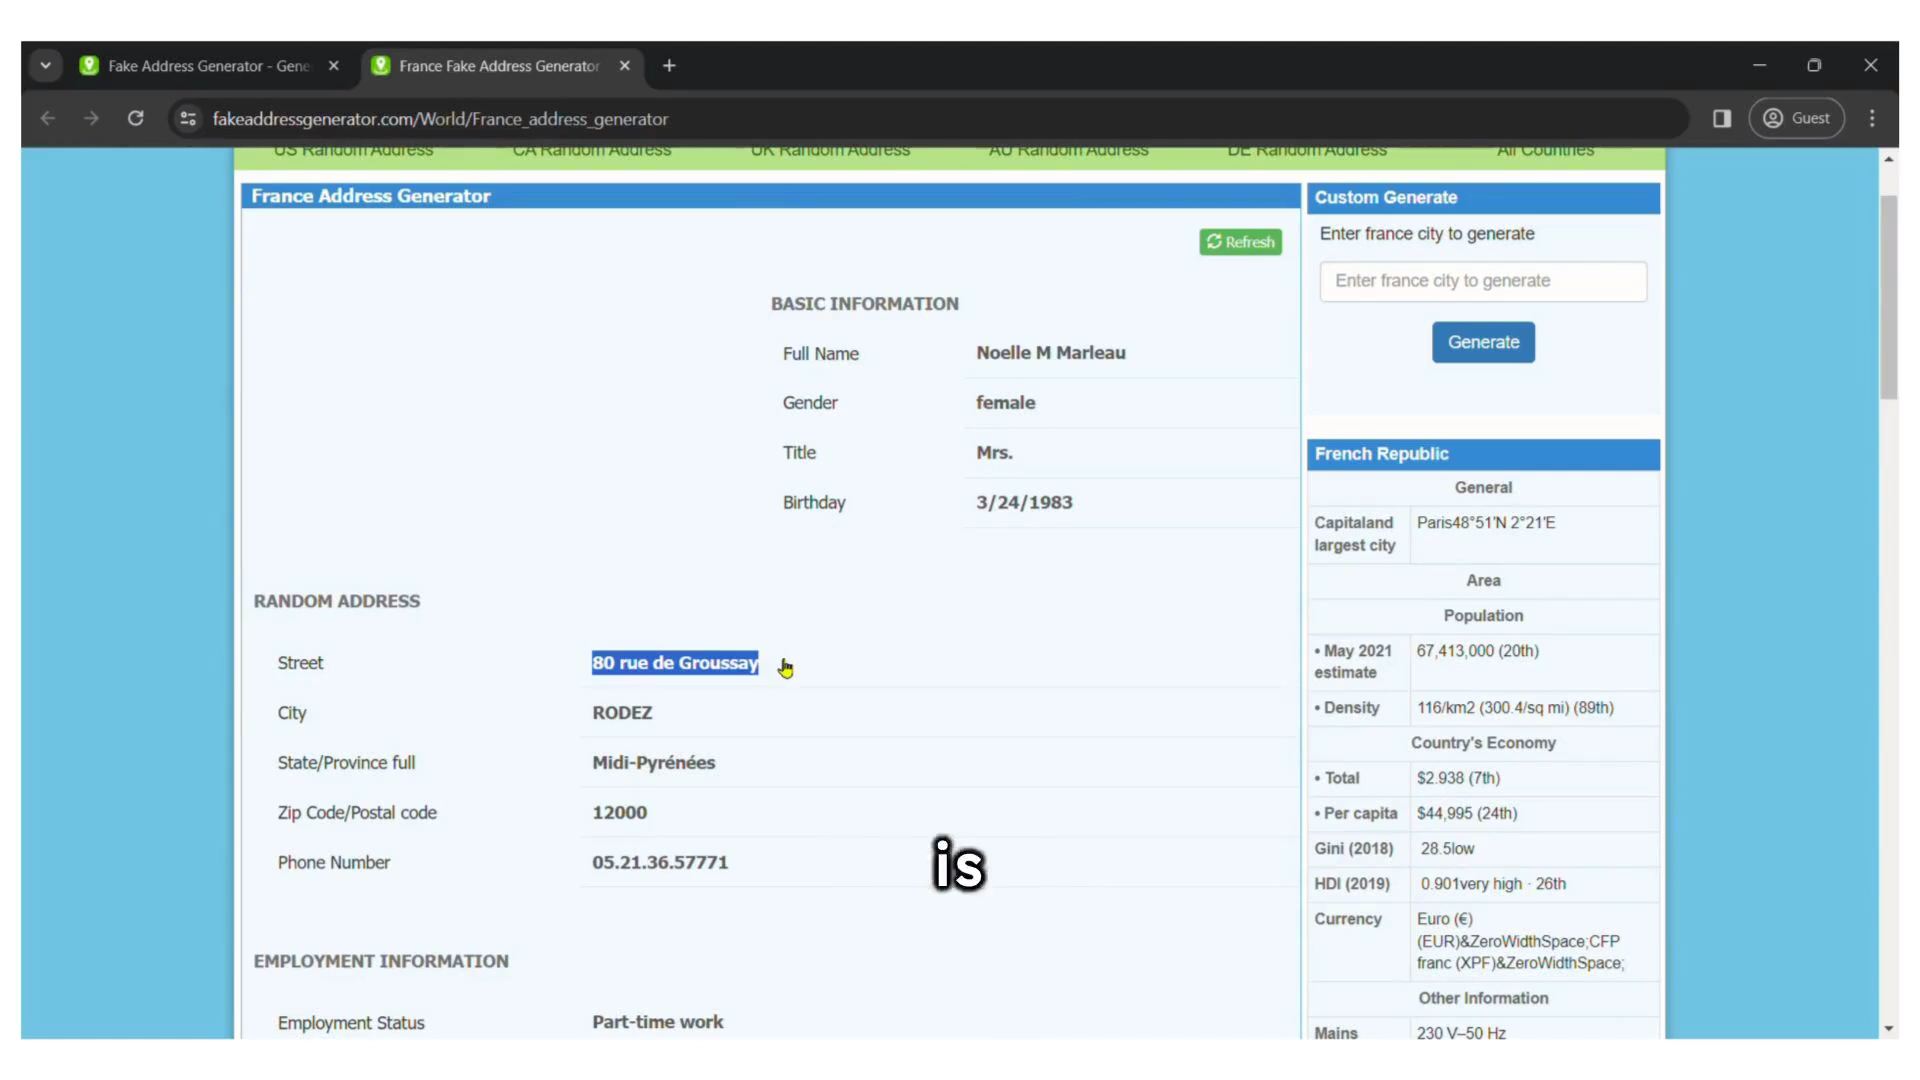 Fake Address Generator - Gene
France Fake Address Generator
fakeaddressgenerator.com/World/France_address_generator
Guest
US Random Address CA Random Address UK Random Address AU Random Address DE Random Address All Countries
France Address Generator
Refresh
BASIC INFORMATION
Full Name Noelle M Marleau
Gender female
Title Mrs.
Birthday 3/24/1983
RANDOM ADDRESS
Street 80 rue de Groussay
City RODEZ
State/Province full Midi-Pyrénées
Zip Code/Postal code 12000
Phone Number 05.21.36.57771
is
EMPLOYMENT INFORMATION
Employment Status Part-time work
Custom Generate
Enter france city to generate
Enter france city to generate
Generate
French Republic
General
Capitaland Paris48°51'N 2°21'E
largest city
Area
Population
• May 2021 67,413,000 (20th)
estimate
• Density 116/km2 (300.4/sq mi) (89th)
Country's Economy
• Total $2.938 (7th)
• Per capita $44,995 (24th)
Gini (2018) 28.5low
HDI (2019) 0.901very high · 26th
Currency Euro (€)
(EUR)&ZeroWidthSpace;CFP
franc (XPF)&ZeroWidthSpace;
Other Information
Mains 230 V–50 Hz